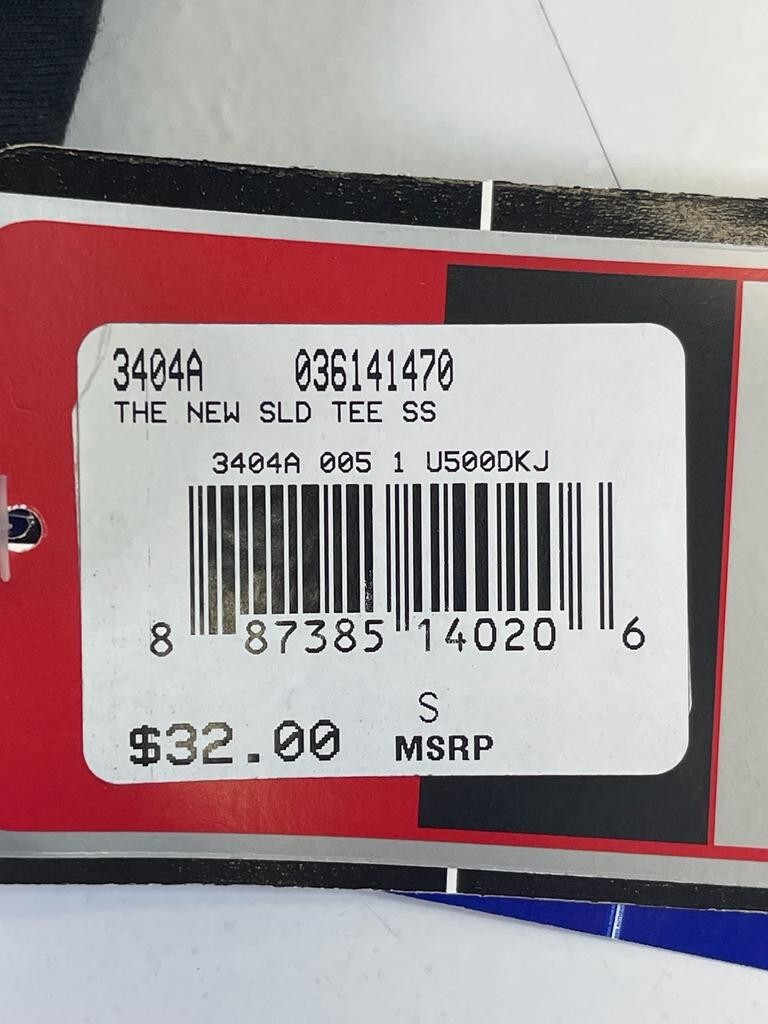 3404A 036141470
THE NEW SLD TEE SS
3404A 005 1 U500DKJ
8 87385 14020 6
S
$32.00 MSRP